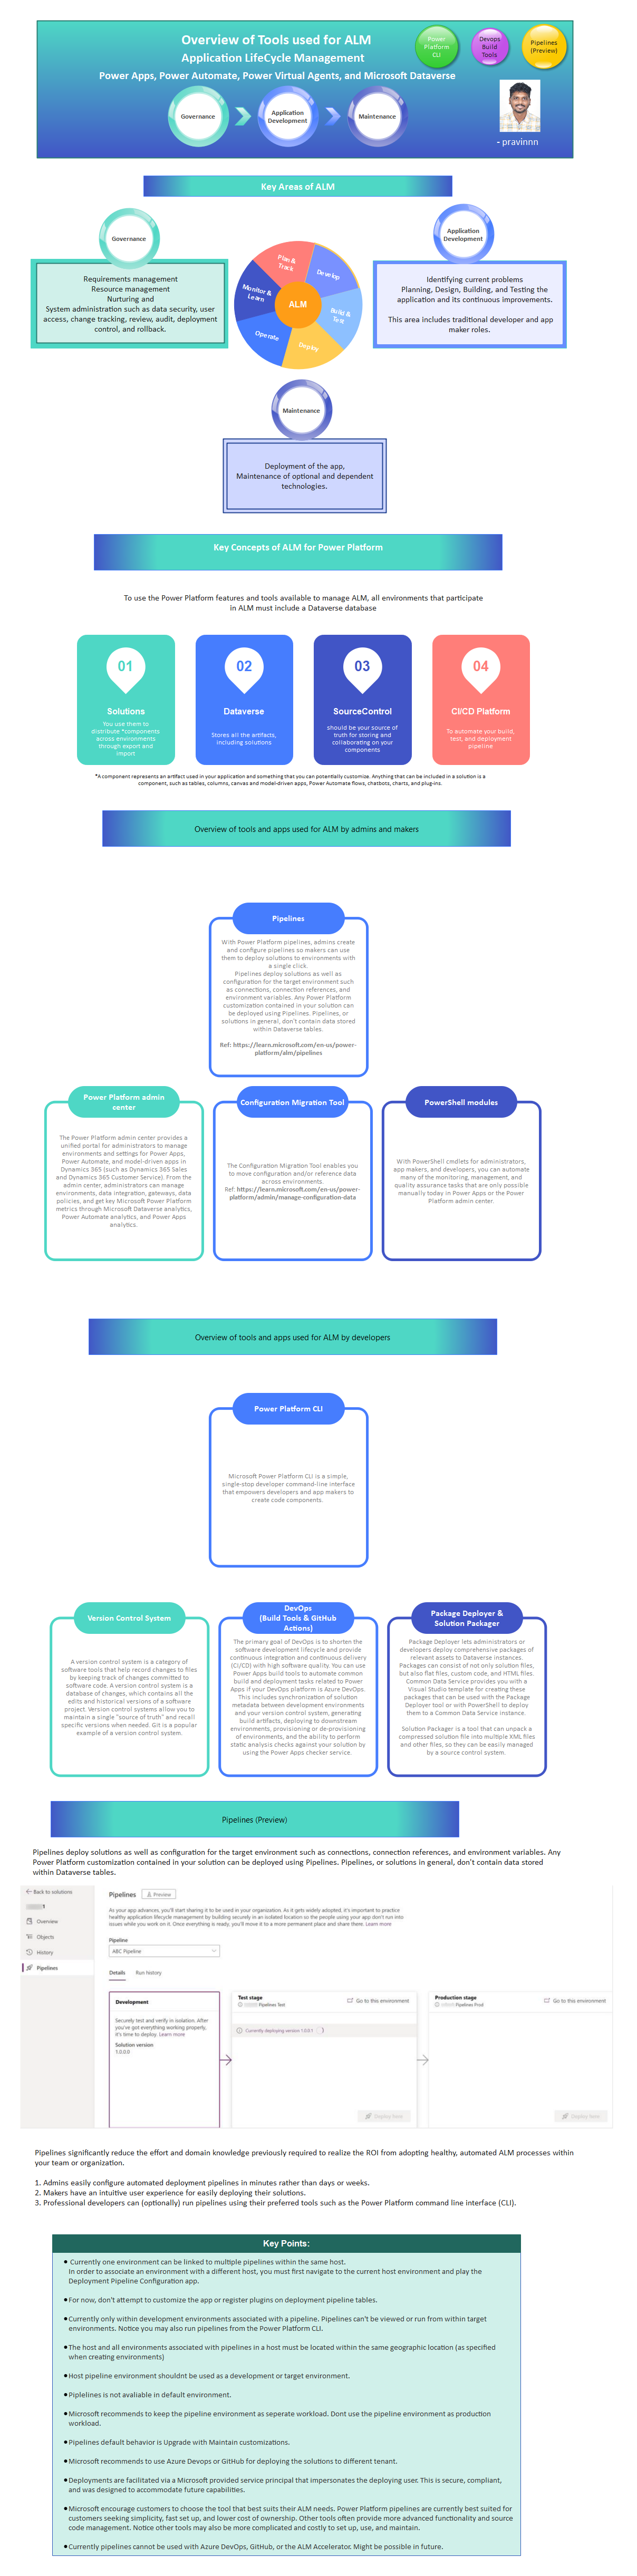 Overview of Tools used for ALM
Application LifeCycle Management
Power Apps, Power Automate, Power Virtual Agents, and Microsoft Dataverse
Power
Platform
CLI
Devops
Build
Tools
Pipelines
(Preview)
Governance
Application
Development
Maintenance
- pravinnn
Key Areas of ALM
Governance
Requirements management
Resource management
Nurturing and
System administration such as data security, user
access, change tracking, review, audit, deployment
control, and rollback.
Plan &
Track
Develop
Build &
Test
Deploy
Operate
Monitor &
Learn
ALM
Application
Development
Identifying current problems
Planning, Design, Building, and Testing the
application and its continuous improvements.
This area includes traditional developer and app
maker roles.
Maintenance
Deployment of the app,
Maintenance of optional and dependent
technologies.
Key Concepts of ALM for Power Platform
To use the Power Platform features and tools available to manage ALM, all environments that participate
in ALM must include a Dataverse database
01
Solutions
You use them to
distribute *components
across environments
through export and
import
02
Dataverse
Stores all the artifacts,
including solutions
03
SourceControl
should be your source of
truth for storing and
collaborating on your
components
04
CI/CD Platform
To automate your build,
test, and deployment
pipeline
*A component represents an artifact used in your application and something that you can potentially customize. Anything that can be included in a solution is a
component, such as tables, columns, canvas and model-driven apps, Power Automate flows, chatbots, charts, and plug-ins.
Overview of tools and apps used for ALM by admins and makers
Pipelines
With Power Platform pipelines, admins create
and configure pipelines so makers can use
them to deploy solutions to environments with
a single click.
Pipelines deploy solutions as well as
configuration for the target environment such
as connections, connection references, and
environment variables. Any Power Platform
customization contained in your solution can
be deployed using Pipelines. Pipelines, or
solutions in general, don't contain data stored
within Dataverse tables.
Ref: https://learn.microsoft.com/en-us/power-
platform/alm/pipelines
Power Platform admin
center
The Power Platform admin center provides a
unified portal for administrators to manage
environments and settings for Power Apps,
Power Automate, and model-driven apps in
Dynamics 365 (such as Dynamics 365 Sales
and Dynamics 365 Customer Service). From the
admin center, administrators can manage
environments, data integration, gateways, data
policies, and get key Microsoft Power Platform
metrics through Microsoft Dataverse analytics,
Power Automate analytics, and Power Apps
analytics.
Configuration Migration Tool
The Configuration Migration Tool enables you
to move configuration and/or reference data
across environments.
Ref: https://learn.microsoft.com/en-us/power-
platform/admin/manage-configuration-data
PowerShell modules
With PowerShell cmdlets for administrators,
app makers, and developers, you can automate
many of the monitoring, management, and
quality assurance tasks that are only possible
manually today in Power Apps or the Power
Platform admin center.
Overview of tools and apps used for ALM by developers
Power Platform CLI
Microsoft Power Platform CLI is a simple,
single-stop developer command-line interface
that empowers developers and app makers to
create code components.
Version Control System
A version control system is a category of
software tools that help record changes to files
by keeping track of changes committed to
software code. A version control system is a
database of changes, which contains all the
edits and historical versions of a software
project. Version control systems allow you to
maintain a single "source of truth" and recall
specific versions when needed. Git is a popular
example of a version control system.
DevOps
(Build Tools & GitHub
Actions)
The primary goal of DevOps is to shorten the
software development lifecycle and provide
continuous integration and continuous delivery
(CI/CD) with high software quality. You can use
Power Apps build tools to automate common
build and deployment tasks related to Power
Apps if your DevOps platform is Azure DevOps.
This includes synchronization of solution
metadata between development environments
and your version control system, generating
build artifacts, deploying to downstream
environments, provisioning or de-provisioning
of environments, and the ability to perform
static analysis checks against your solution by
using the Power Apps checker service.
Package Deployer &
Solution Packager
Package Deployer lets administrators or
developers deploy comprehensive packages of
relevant assets to Dataverse instances.
Packages can consist of not only solution files,
but also flat files, custom code, and HTML files.
Common Data Service provides you with a
Visual Studio template for creating these
packages that can be used with the Package
Deployer tool or with PowerShell to deploy
them to a Common Data Service instance.
Solution Packager is a tool that can unpack a
compressed solution file into multiple XML files
and other files, so they can be easily managed
by a source control system.
Pipelines (Preview)
Pipelines deploy solutions as well as configuration for the target environment such as connections, connection references, and environment variables. Any
Power Platform customization contained in your solution can be deployed using Pipelines. Pipelines, or solutions in general, don't contain data stored
within Dataverse tables.
Back to solutions
1
Overview
Objects
History
Pipelines
Pipelines
Preview
As your app advances, you'll start sharing it to be used in your organization. As it gets widely adopted, it's important to practice
healthy application lifecycle management by building securely in an isolated location so the people using your app don't run into
issues while you work on it. Once everything is ready, you'll move it to a more permanent place and share them. Learn more
Pipeline
ABC Pipeline
Details
Run history
Development
Securely test and verify in isolation. After
you've got everything working properly,
it's time to deploy. Learn more
Solution version
1.0.0.0
Test stage
Pipelines Test
Go to this environment
Currently deploying version 1.0.0.1
Deploy here
Production stage
Pipelines Prod
Go to this environment
Deploy here
Pipelines significantly reduce the effort and domain knowledge previously required to realize the ROI from adopting healthy, automated ALM processes within
your team or organization.
1. Admins easily configure automated deployment pipelines in minutes rather than days or weeks.
2. Makers have an intuitive user experience for easily deploying their solutions.
3. Professional developers can (optionally) run pipelines using their preferred tools such as the Power Platform command line interface (CLI).
Key Points:
• Currently one environment can be linked to multiple pipelines within the same host.
In order to associate an environment with a different host, you must first navigate to the current host environment and play the
Deployment Pipeline Configuration app.
• For now, don't attempt to customize the app or register plugins on deployment pipeline tables.
• Currently only within development environments associated with a pipeline. Pipelines can't be viewed or run from within target
environments. Notice you may also run pipelines from the Power Platform CLI.
• The host and all environments associated with pipelines in a host must be located within the same geographic location (as specified
when creating environments)
• Host pipeline environment shouldnt be used as a development or target environment.
• Piplelines is not avaliable in default environment.
• Microsoft recommends to keep the pipeline environment as seperate workload. Dont use the pipeline environment as production
workload.
• Pipelines default behavior is Upgrade with Maintain customizations.
• Microsoft recommends to use Azure Devops or GitHub for deploying the solutions to different tenant.
• Deployments are facilitated via a Microsoft provided service principal that impersonates the deploying user. This is secure, compliant,
and was designed to accommodate future capabilities.
• Microsoft encourage customers to choose the tool that best suits their ALM needs. Power Platform pipelines are currently best suited for
customers seeking simplicity, fast set up, and lower cost of ownership. Other tools often provide more advanced functionality and source
code management. Notice other tools may also be more complicated and costly to set up, use, and maintain.
• Currently pipelines cannot be used with Azure DevOps, GitHub, or the ALM Accelerator. Might be possible in future.